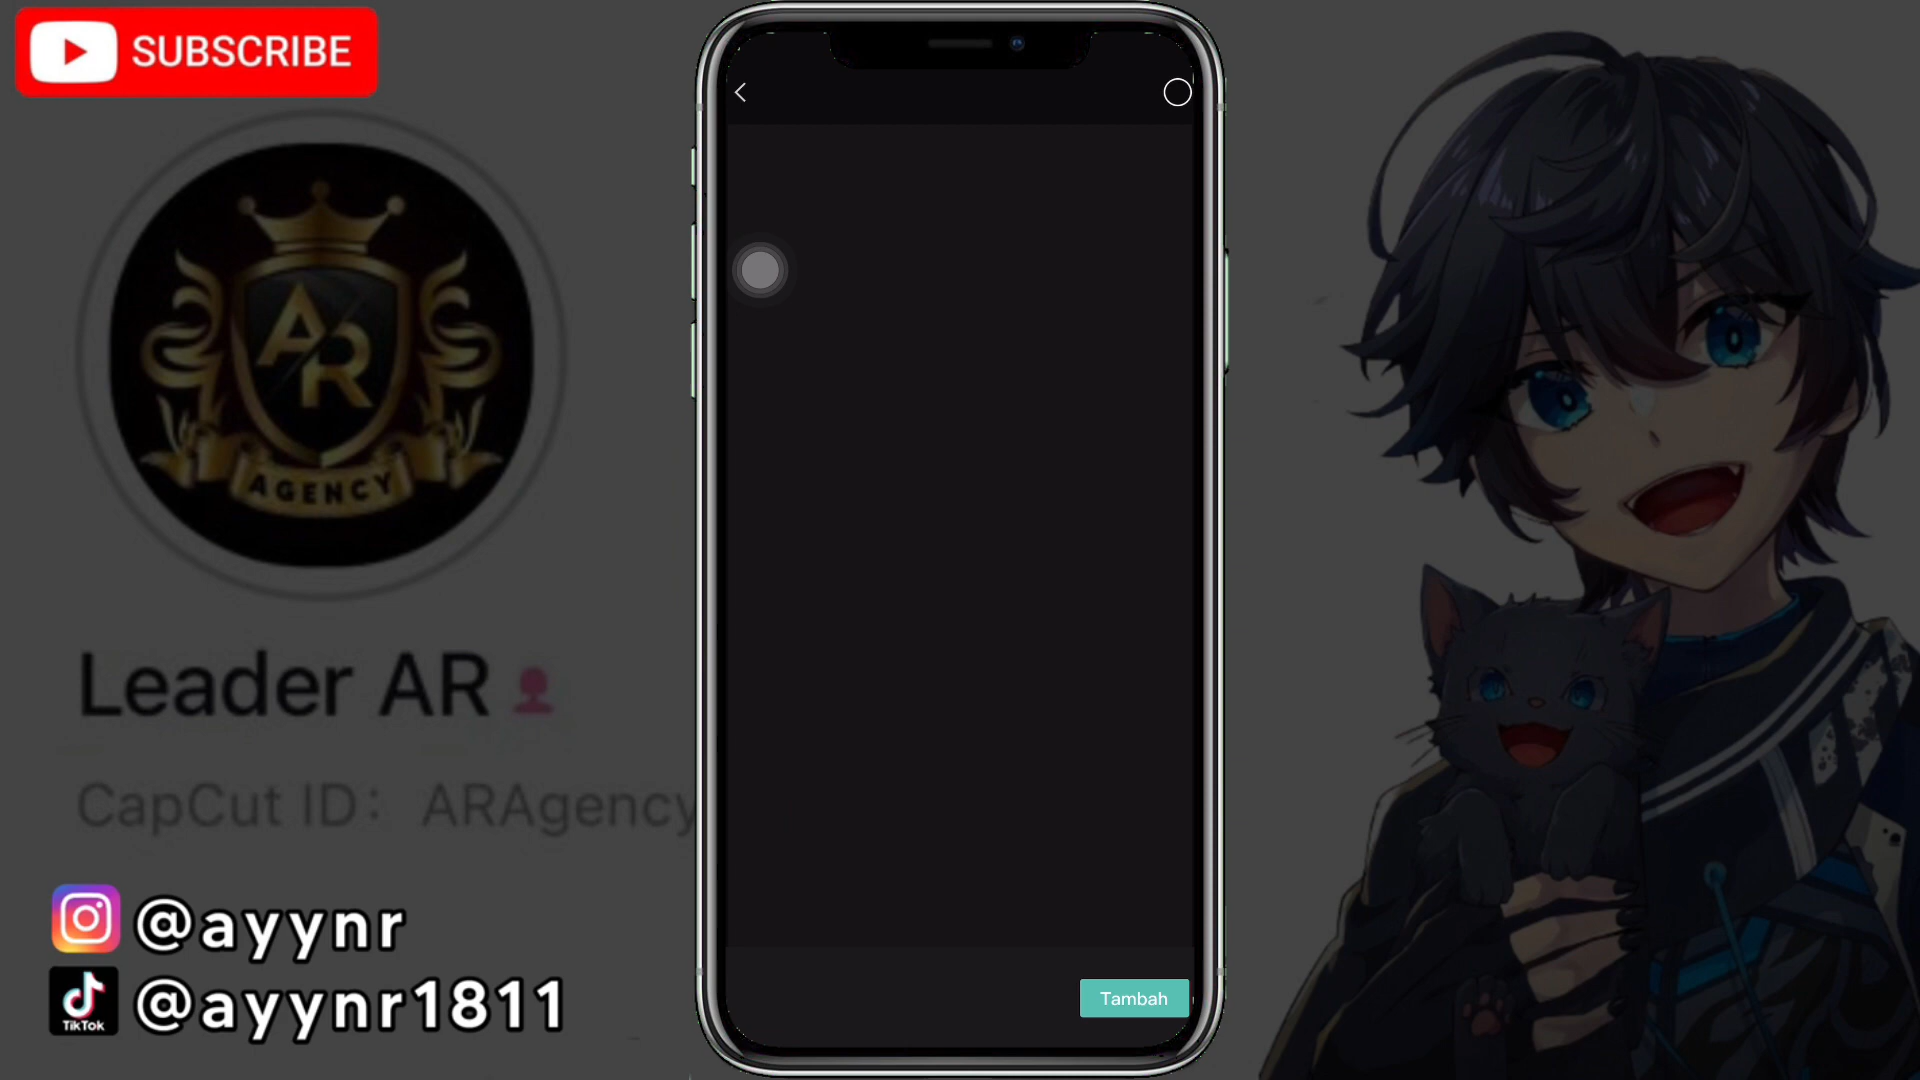 SUBSCRIBE
AR
AGENCY
Leader AR
CapCut ID: ARAgency
@ayynr
TikTok
@ayynr1811
Tambah